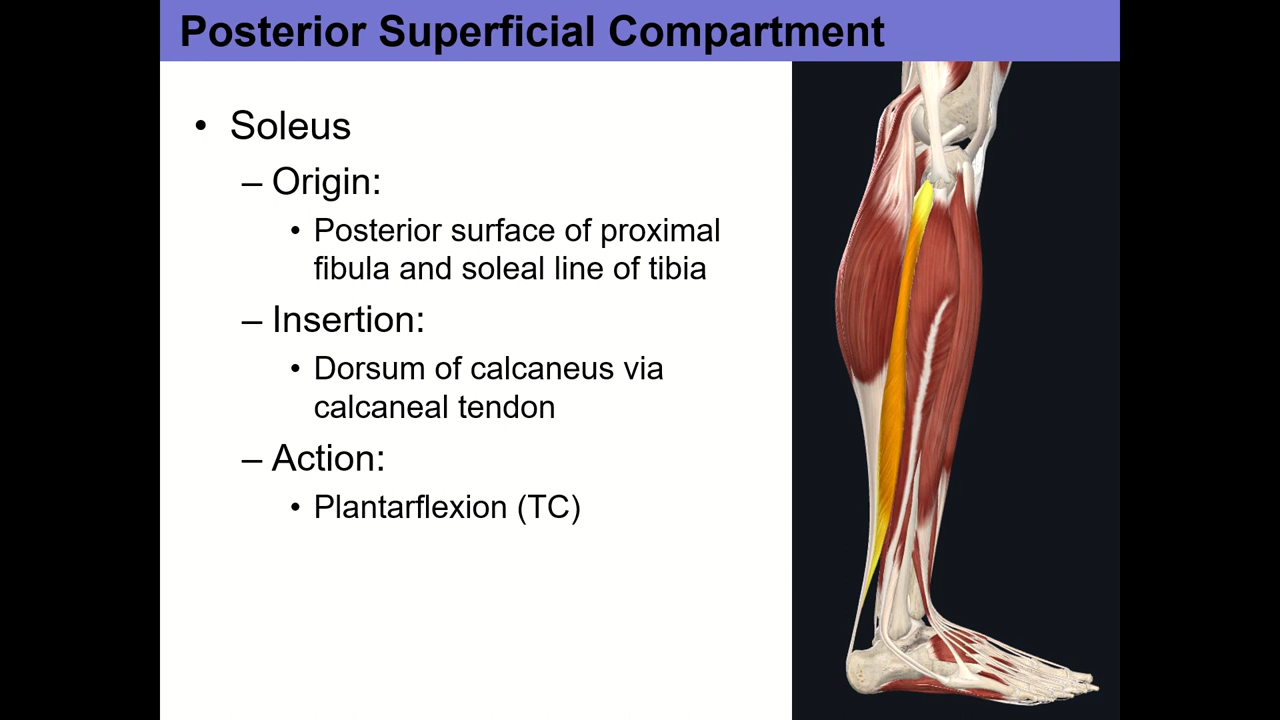 Posterior Superficial Compartment
• Soleus
– Origin:
• Posterior surface of proximal
fibula and soleal line of tibia
– Insertion:
• Dorsum of calcaneus via
calcaneal tendon
– Action:
• Plantarflexion (TC)